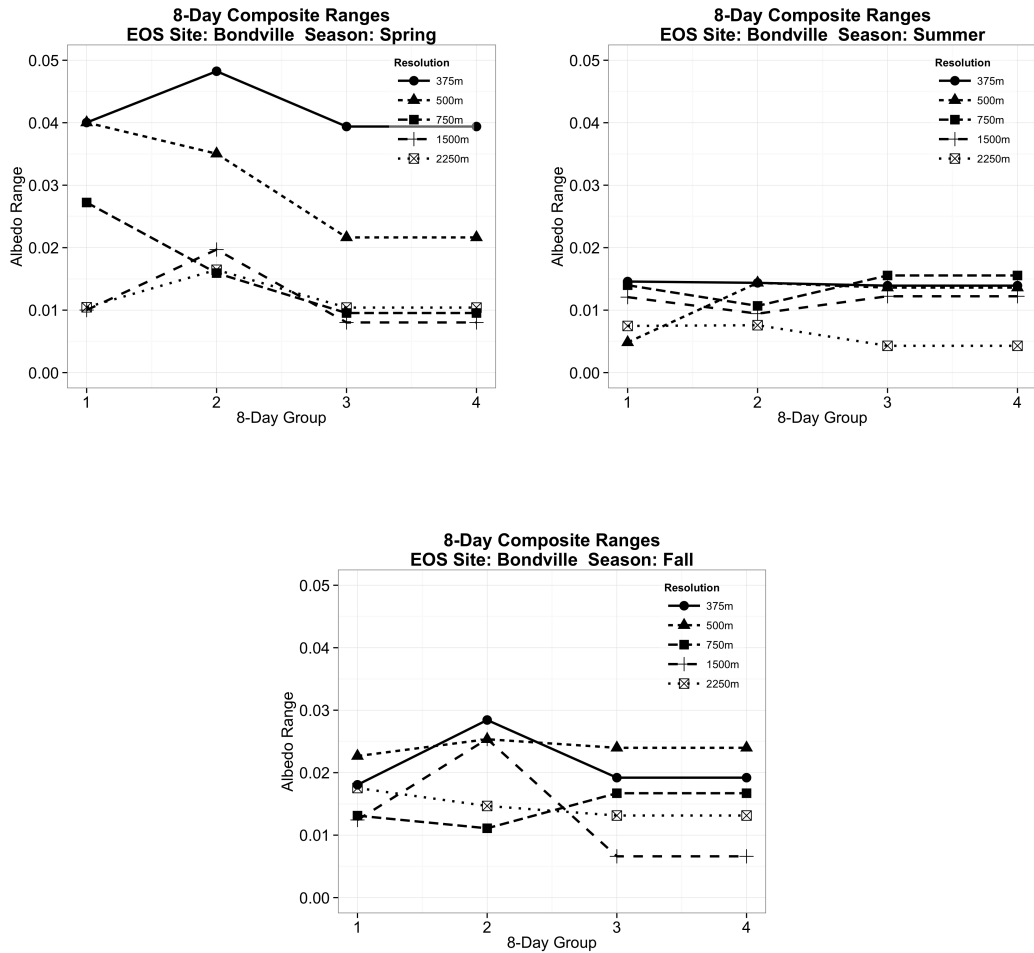 8-Day Composite Ranges
EOS Site: Bondville  Season: Spring
Albedo Range
0.05
0.04
0.03
0.02
0.01
0.00
Resolution
375m
500m
750m
1500m
2250m
1 2 3 4
8-Day Group
8-Day Composite Ranges
EOS Site: Bondville  Season: Summer
Albedo Range
0.05
0.04
0.03
0.02
0.01
0.00
Resolution
375m
500m
750m
1500m
2250m
1 2 3 4
8-Day Group
8-Day Composite Ranges
EOS Site: Bondville  Season: Fall
Albedo Range
0.05
0.04
0.03
0.02
0.01
0.00
Resolution
375m
500m
750m
1500m
2250m
1 2 3 4
8-Day Group